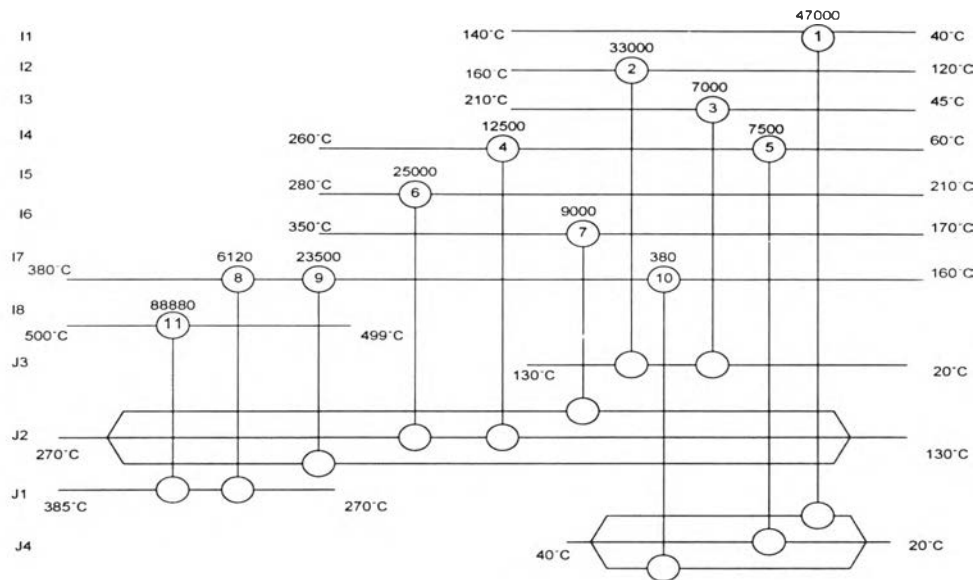 47000
I1 140°C 1 40°C
33000
I2 160°C 2 120°C
7000
I3 210°C 3 45°C
12500 7500
I4 260°C 4 5 60°C
25000
I5 280°C 6 210°C
9000
I6 350°C 7 170°C
6120 23500 380
I7 380°C 8 9 10 160°C
88880
I8 500°C 11 499°C
J3 130°C 20°C
J2 270°C 130°C
J1 385°C 270°C
J4 40°C 20°C